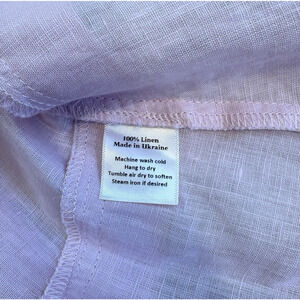 100% Linen
Made in Ukraine
Machine wash cold
Hang to dry
Tumble air dry to soften
Steam iron if desired